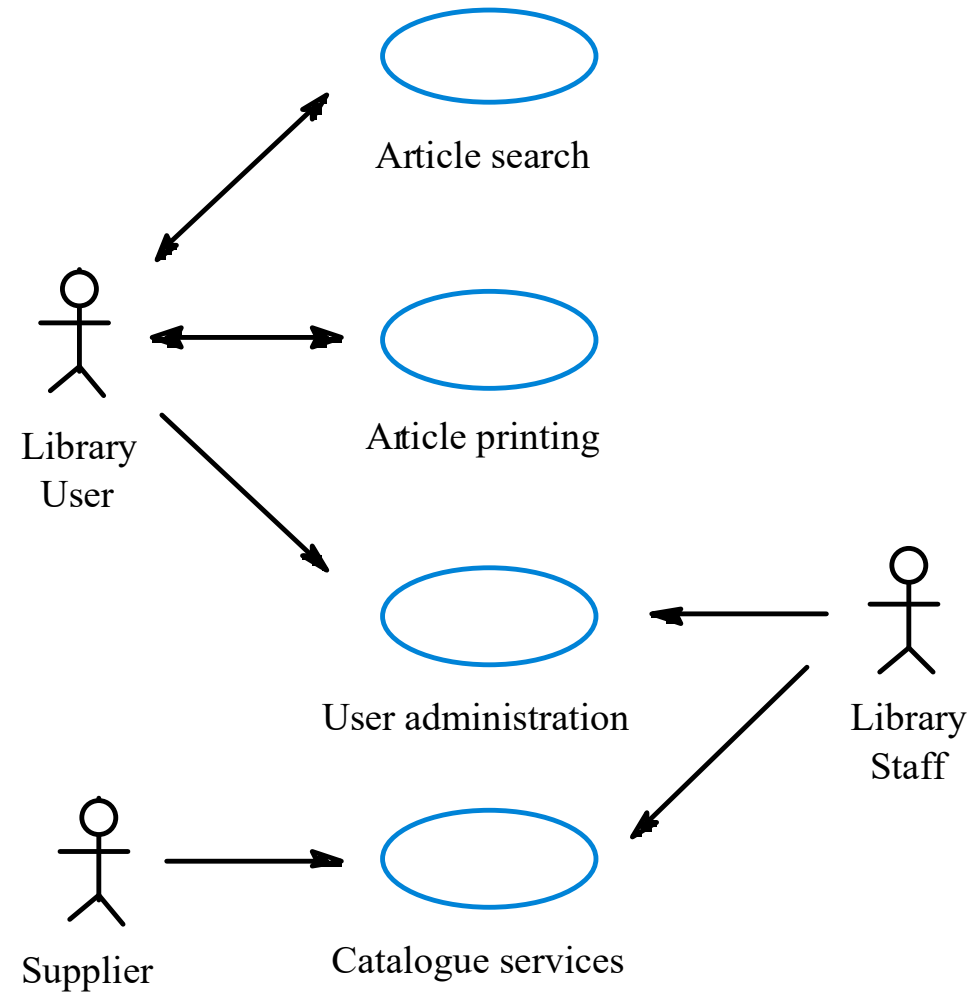 Article search
Article printing
Library
User
User administration
Library
Staff
Catalogue services
Supplier